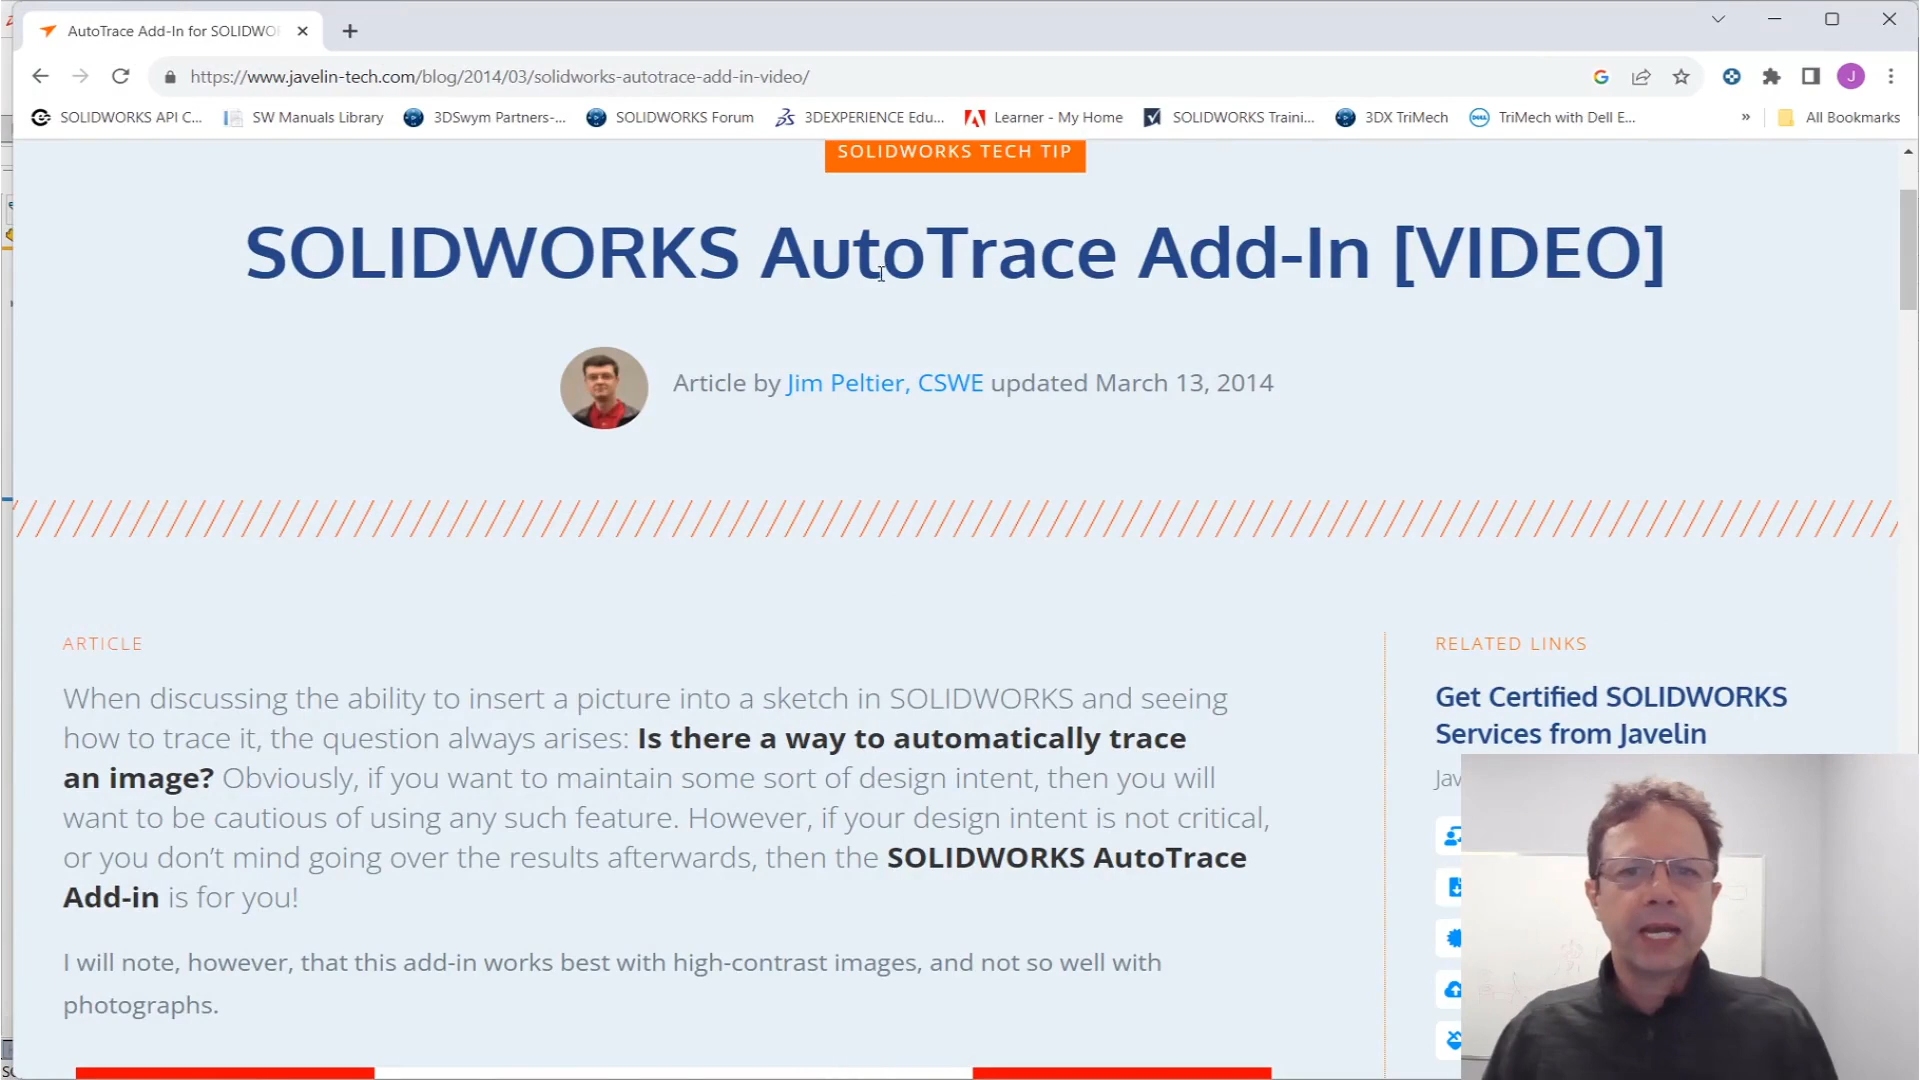 AutoTrace Add-In for SOLIDWO
https://www.javelin-tech.com/blog/2014/03/solidworks-autotrace-add-in-video/
J
SOLIDWORKS API C... SW Manuals Library 3DSwym Partners-... SOLIDWORKS Forum 3DEXPERIENCE Edu... Learner - My Home SOLIDWORKS Traini... 3DX TriMech TriMech with Dell E... » All Bookmarks
SOLIDWORKS TECH TIP
SOLIDWORKS AutoTrace Add-In [VIDEO]
Article by Jim Peltier, CSWE updated March 13, 2014
ARTICLE
When discussing the ability to insert a picture into a sketch in SOLIDWORKS and seeing
how to trace it, the question always arises: Is there a way to automatically trace
an image? Obviously, if you want to maintain some sort of design intent, then you will
want to be cautious of using any such feature. However, if your design intent is not critical,
or you don’t mind going over the results afterwards, then the SOLIDWORKS AutoTrace
Add-in is for you!
I will note, however, that this add-in works best with high-contrast images, and not so well with
photographs.
RELATED LINKS
Get Certified SOLIDWORKS
Services from Javelin